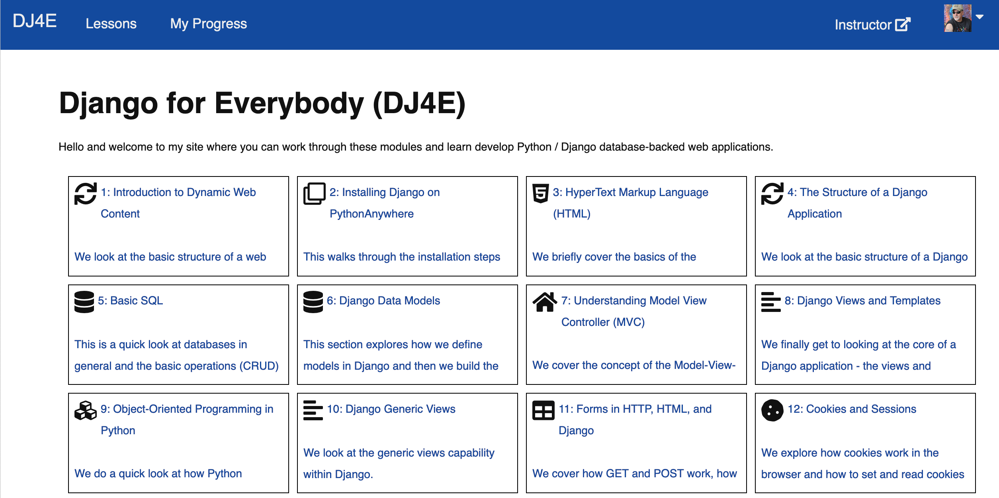 DJ4E
Lessons
My Progress
Instructor
Django for Everybody (DJ4E)
Hello and welcome to my site where you can work through these modules and learn develop Python / Django database-backed web applications.
1: Introduction to Dynamic Web
Content
We look at the basic structure of a web
2: Installing Django on
PythonAnywhere
This walks through the installation steps
3: HyperText Markup Language
(HTML)
We briefly cover the basics of the
4: The Structure of a Django
Application
We look at the basic structure of a Django
5: Basic SQL
This is a quick look at databases in
general and the basic operations (CRUD)
6: Django Data Models
This section explores how we define
models in Django and then we build the
7: Understanding Model View
Controller (MVC)
We cover the concept of the Model-View-
8: Django Views and Templates
We finally get to looking at the core of a
Django application - the views and
9: Object-Oriented Programming in
Python
We do a quick look at how Python
10: Django Generic Views
We look at the generic views capability
within Django.
11: Forms in HTTP, HTML, and
Django
We cover how GET and POST work, how
12: Cookies and Sessions
We explore how cookies work in the
browser and how to set and read cookies